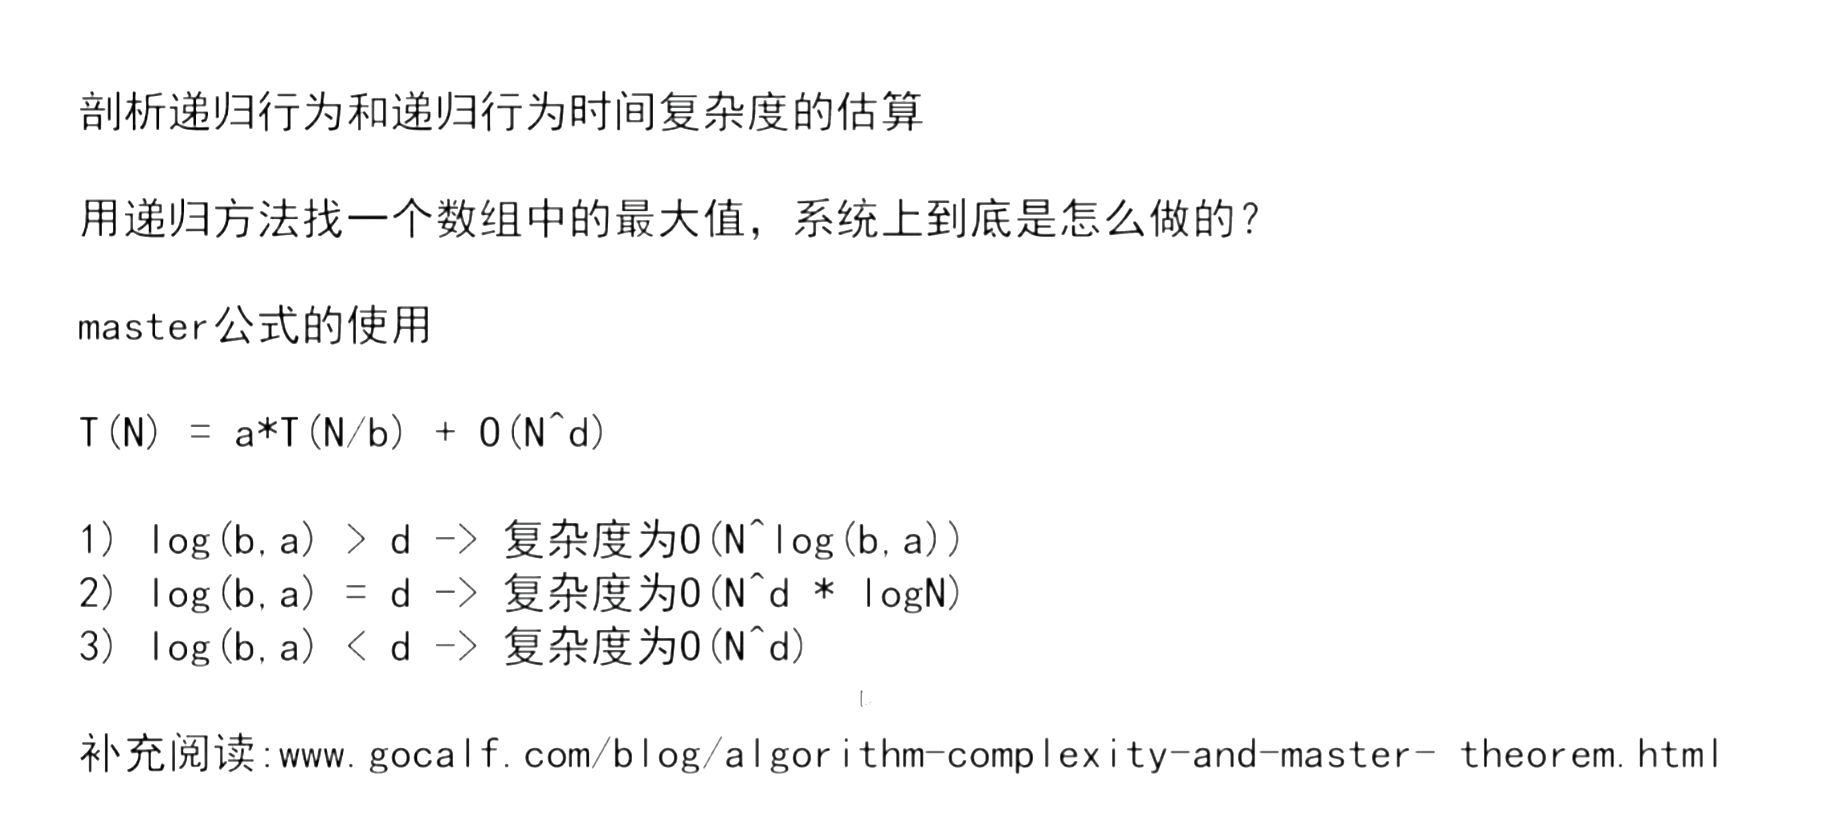 剖析递归行为和递归行为时间复杂度的估算
用递归方法找一个数组中的最大值，系统上到底是怎么做的？
master公式的使用
T(N) = a*T(N/b) + O(N^d)
1) log(b,a) > d -> 复杂度为O(N^log(b,a))
2) log(b,a) = d -> 复杂度为O(N^d * logN)
3) log(b,a) < d -> 复杂度为O(N^d)
补充阅读:www.gocalf.com/blog/algorithm-complexity-and-master- theorem.html